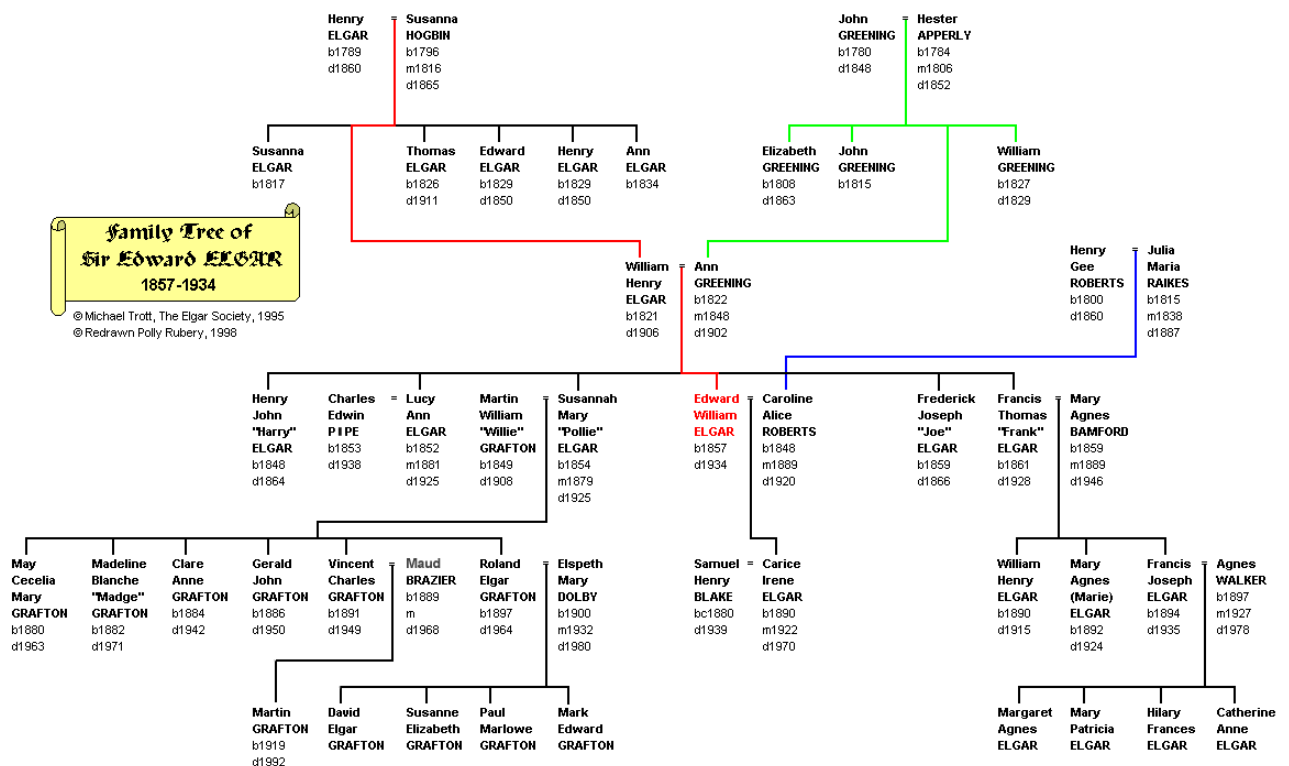 Henry
ELGAR
b1789
d1860
=
Susanna
HOGBIN
b1796
m1816
d1865
John
GREENING
b1780
d1848
=
Hester
APPERLY
b1784
m1806
d1852
Susanna
ELGAR
b1817
Thomas
ELGAR
b1826
d1911
Edward
ELGAR
b1829
d1850
Henry
ELGAR
b1829
d1850
Ann
ELGAR
b1834
Elizabeth
GREENING
b1808
d1863
John
GREENING
b1815
William
GREENING
b1827
d1829
Family Tree of
Sir Edward ELGAR
1857-1934
© Michael Trott, The Elgar Society, 1995
© Redrawn Polly Rubery, 1998
William
Henry
ELGAR
b1821
d1906
=
Ann
GREENING
b1822
m1848
d1902
Henry
Gee
ROBERTS
b1800
d1860
=
Julia
Maria
RAIKES
b1815
m1838
d1887
Henry
John
"Harry"
ELGAR
b1848
d1864
Charles
Edwin
PIPE
b1853
d1938
=
Lucy
Ann
ELGAR
b1852
m1881
d1925
Martin
William
"Willie"
GRAFTON
b1849
d1908
=
Susannah
Mary
"Pollie"
ELGAR
b1854
m1879
d1925
Edward
William
ELGAR
b1857
d1934
=
Caroline
Alice
ROBERTS
b1848
m1889
d1920
Frederick
Joseph
"Joe"
ELGAR
b1859
d1866
Francis
Thomas
"Frank"
ELGAR
b1861
d1928
=
Mary
Agnes
BAMFORD
b1859
m1889
d1946
May
Cecelia
Mary
GRAFTON
b1880
d1963
Madeline
Blanche
"Madge"
GRAFTON
b1882
d1971
Clare
Anne
GRAFTON
b1884
d1942
Gerald
John
GRAFTON
b1886
d1950
Vincent
Charles
GRAFTON
b1891
d1949
=
Maud
BRAZIER
b1889
m
d1968
Roland
Elgar
GRAFTON
b1897
d1964
=
Elspeth
Mary
DOLBY
b1900
m1932
d1980
Samuel
Henry
BLAKE
bc1880
d1939
=
Carice
Irene
ELGAR
b1890
m1922
d1970
William
Henry
ELGAR
b1890
d1915
Mary
Agnes
(Marie)
ELGAR
b1892
d1924
Francis
Joseph
ELGAR
b1894
d1935
=
Agnes
WALKER
b1897
m1927
d1978
Martin
GRAFTON
b1919
d1992
David
Elgar
GRAFTON
Susanne
Elizabeth
GRAFTON
Paul
Marlowe
GRAFTON
Mark
Edward
GRAFTON
Margaret
Agnes
ELGAR
Mary
Patricia
ELGAR
Hilary
Frances
ELGAR
Catherine
Anne
ELGAR